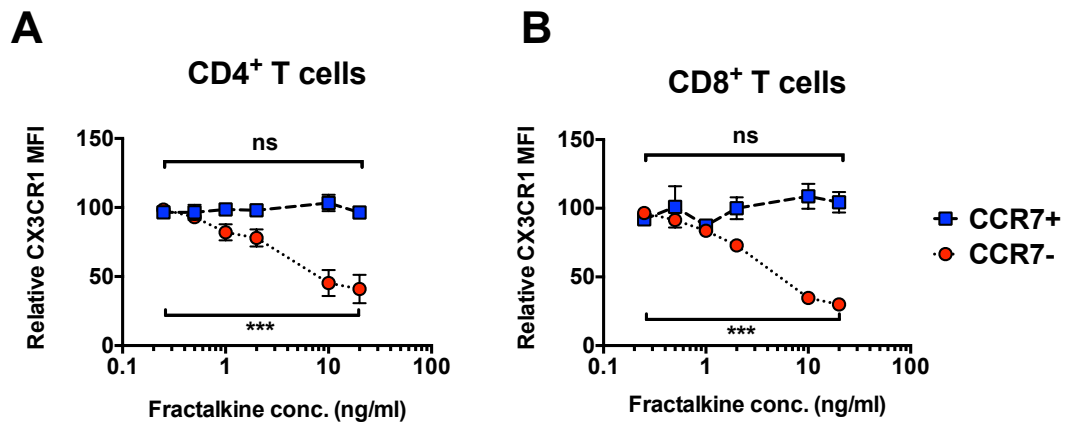 A
CD4+ T cells
Relative CX3CR1 MFI
150
100
50
0
ns
***
0.1
1
10
100
Fractalkine conc. (ng/ml)
B
CD8+ T cells
Relative CX3CR1 MFI
150
100
50
0
ns
***
0.1
1
10
100
Fractalkine conc. (ng/ml)
CCR7+
CCR7-